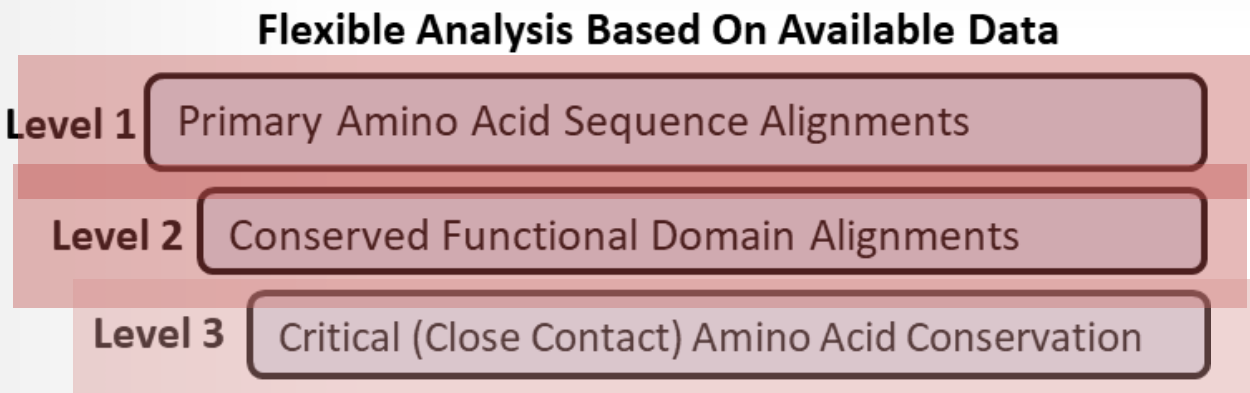 Flexible Analysis Based On Available Data
Level 1 Primary Amino Acid Sequence Alignments
Level 2 Conserved Functional Domain Alignments
Level 3 Critical (Close Contact) Amino Acid Conservation